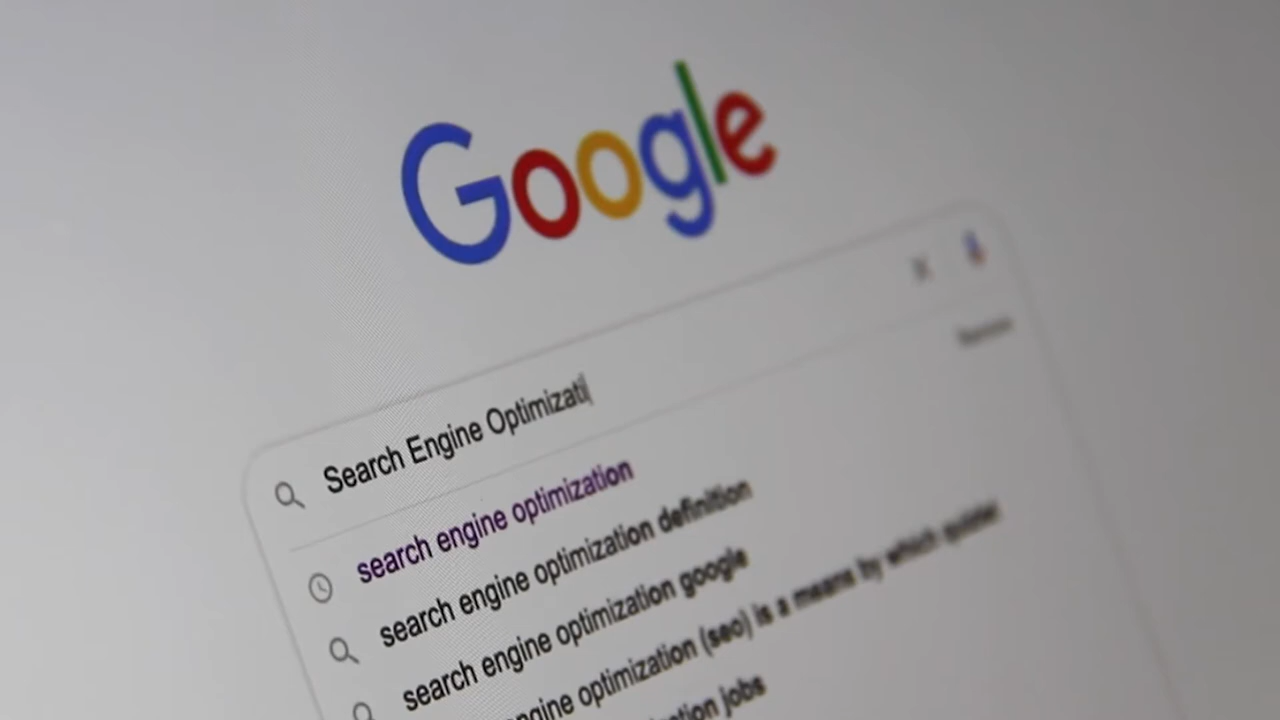 Google
Search Engine Optimizati
search engine optimization
search engine optimization definition
search engine optimization google
engine optimization (seo) is a means by which quizlet
jobs